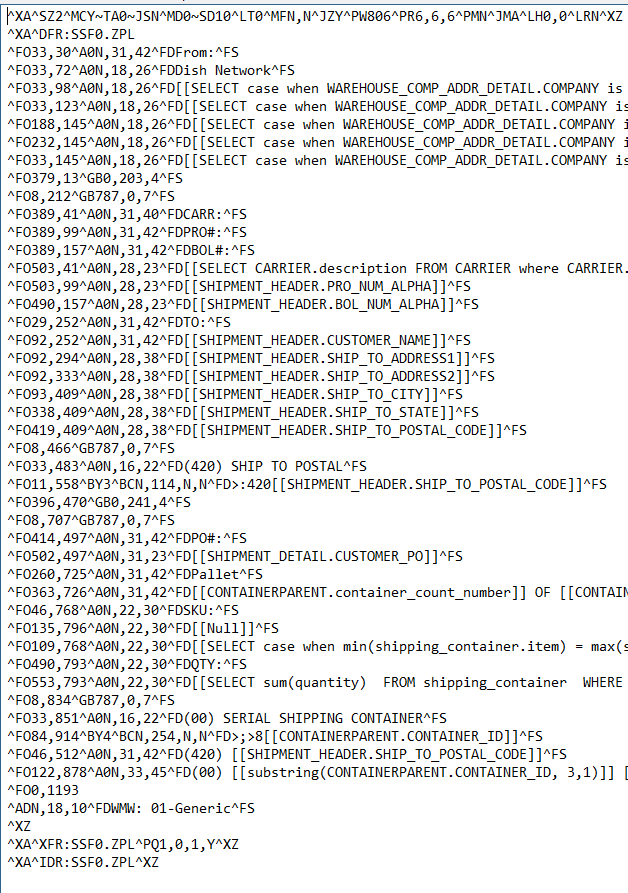 ^XA^SZ2^MCY~TA0~JSN^MD0~SD10^LT0^MFN,N^JZY^PW806^PR6,6,6^PMN^JMA^LH0,0^LRN^XZ
^XA^DFR:SSF0.ZPL
^FO33,30^A0N,31,42^FDFrom:^FS
^FO33,72^A0N,18,26^FDDish Network^FS
^FO33,98^A0N,18,26^FD[[SELECT case when WAREHOUSE_COMP_ADDR_DETAIL.COMPANY is
^FO33,123^A0N,18,26^FD[[SELECT case when WAREHOUSE_COMP_ADDR_DETAIL.COMPANY is
^FO188,145^A0N,18,26^FD[[SELECT case when WAREHOUSE_COMP_ADDR_DETAIL.COMPANY i
^FO232,145^A0N,18,26^FD[[SELECT case when WAREHOUSE_COMP_ADDR_DETAIL.COMPANY i
^FO33,145^A0N,18,26^FD[[SELECT case when WAREHOUSE_COMP_ADDR_DETAIL.COMPANY is
^FO379,13^GB0,203,4^FS
^FO8,212^GB787,0,7^FS
^FO389,41^A0N,31,40^FDCARR:^FS
^FO389,99^A0N,31,42^FDPRO#:^FS
^FO389,157^A0N,31,42^FDBOL#:^FS
^FO503,41^A0N,28,23^FD[[SELECT CARRIER.description FROM CARRIER where CARRIER.
^FO503,99^A0N,28,23^FD[[SHIPMENT_HEADER.PRO_NUM_ALPHA]]^FS
^FO490,157^A0N,28,23^FD[[SHIPMENT_HEADER.BOL_NUM_ALPHA]]^FS
^FO29,252^A0N,31,42^FDTO:^FS
^FO92,252^A0N,31,42^FD[[SHIPMENT_HEADER.CUSTOMER_NAME]]^FS
^FO92,294^A0N,28,38^FD[[SHIPMENT_HEADER.SHIP_TO_ADDRESS1]]^FS
^FO92,333^A0N,28,38^FD[[SHIPMENT_HEADER.SHIP_TO_ADDRESS2]]^FS
^FO93,409^A0N,28,38^FD[[SHIPMENT_HEADER.SHIP_TO_CITY]]^FS
^FO338,409^A0N,28,38^FD[[SHIPMENT_HEADER.SHIP_TO_STATE]]^FS
^FO419,409^A0N,28,38^FD[[SHIPMENT_HEADER.SHIP_TO_POSTAL_CODE]]^FS
^FO8,466^GB787,0,7^FS
^FO33,483^A0N,16,22^FD(420) SHIP TO POSTAL^FS
^FO11,558^BY3^BCN,114,N,N^FD>:420[[SHIPMENT_HEADER.SHIP_TO_POSTAL_CODE]]^FS
^FO396,470^GB0,241,4^FS
^FO8,707^GB787,0,7^FS
^FO414,497^A0N,31,42^FDPO#:^FS
^FO502,497^A0N,31,23^FD[[SHIPMENT_DETAIL.CUSTOMER_PO]]^FS
^FO260,725^A0N,31,42^FDPallet^FS
^FO363,726^A0N,31,42^FD[[CONTAINERPARENT.container_count_number]] OF [[CONTAIN
^FO46,768^A0N,22,30^FDSKU:^FS
^FO135,796^A0N,22,30^FD[[Null]]^FS
^FO109,768^A0N,22,30^FD[[SELECT case when min(shipping_container.item) = max(s
^FO490,793^A0N,22,30^FDQTY:^FS
^FO553,793^A0N,22,30^FD[[SELECT sum(quantity)  FROM shipping_container  WHERE
^FO8,834^GB787,0,7^FS
^FO33,851^A0N,16,22^FD(00) SERIAL SHIPPING CONTAINER^FS
^FO84,914^BY4^BCN,254,N,N^FD>;>8[[CONTAINERPARENT.CONTAINER_ID]]^FS
^FO46,512^A0N,31,42^FD(420) [[SHIPMENT_HEADER.SHIP_TO_POSTAL_CODE]]^FS
^FO122,878^A0N,33,45^FD(00) [[substring(CONTAINERPARENT.CONTAINER_ID, 3,1)]] [
^FO0,1193
^ADN,18,10^FDWMW: 01-Generic^FS
^XZ
^XA^XFR:SSF0.ZPL^PQ1,0,1,Y^XZ
^XA^IDR:SSF0.ZPL^XZ